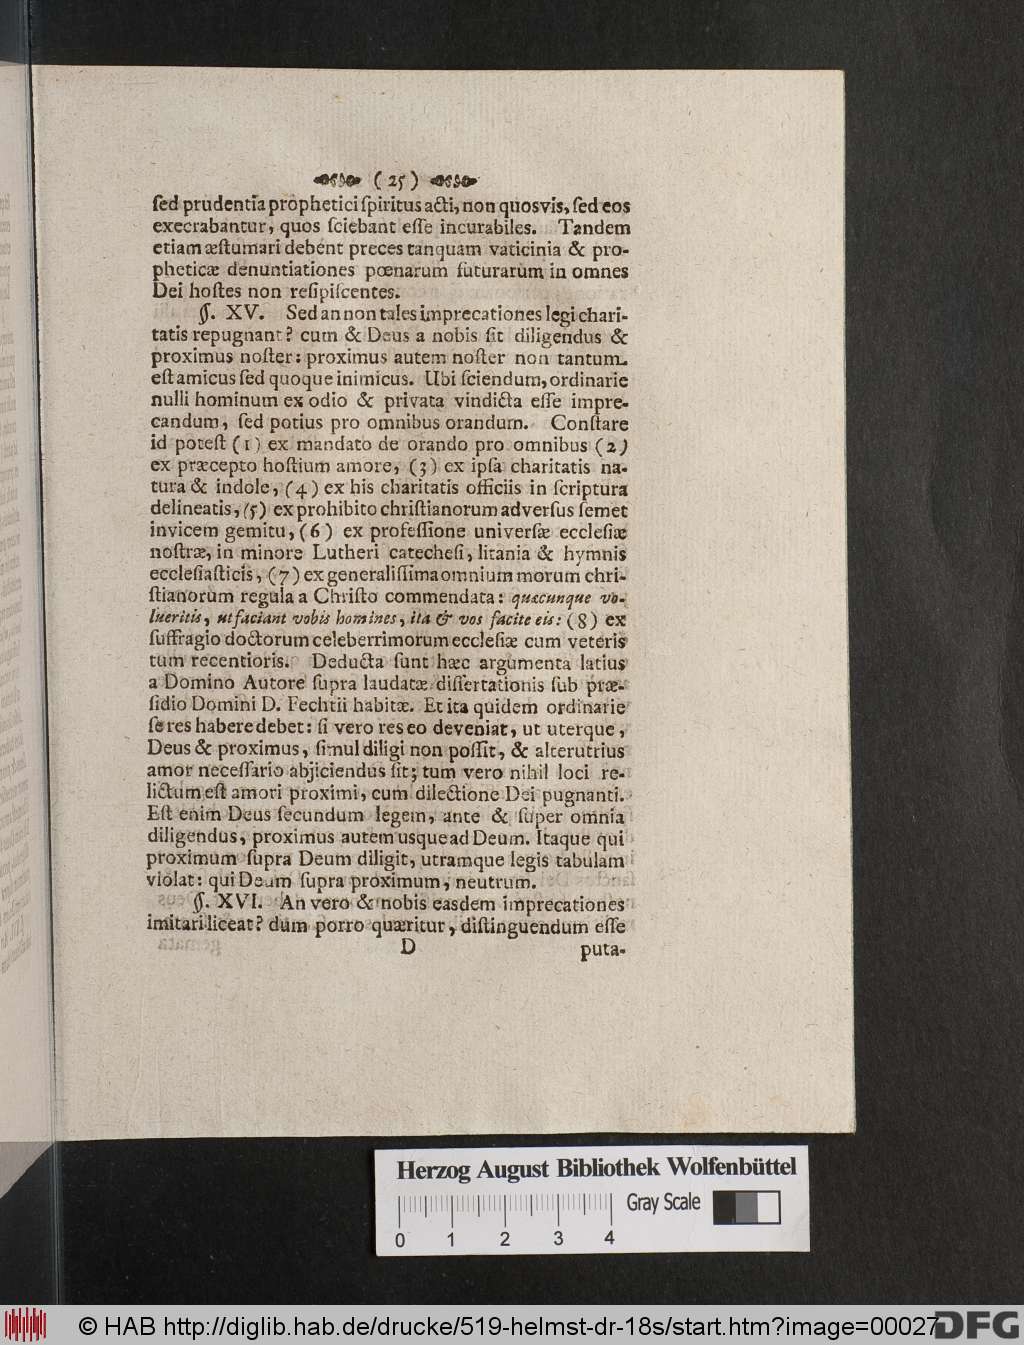 (25)
ſed prudentia prophetici ſpiritus acti, non quosvis, ſed eos
execrabantur, quos ſciebant eſſe incurabiles. Tandem
etiam æſtumari debent preces tanquam vaticinia & pro-
pheticæ denuntiationes pœnarum futurarum in omnes
Dei hoſtes non reſipiſcentes.
§. XV. Sed an non tales imprecationes legi chari-
tatis repugnant? cum & Deus a nobis ſit diligendus &
proximus noſter: proximus autem noſter non tantum
eſt amicus ſed quoque inimicus. Ubi ſciendum, ordinarie
nulli hominum ex odio & privata vindicta eſſe impre-
candum, ſed potius pro omnibus orandum. Conſtare
id poteſt (1) ex mandato de orando pro omnibus (2)
ex præcepto hoſtium amore, (3) ex ipſa charitatis na-
tura & indole, (4) ex his charitatis officiis in ſcriptura
delineatis, (5) ex prohibito chriſtianorum adverſus ſemet
invicem gemitu, (6) ex profeſſione univerſæ eccleſiæ
noſtræ, in minore Lutheri catecheſi, litania & hymnis
eccleſiaſticis, (7) ex generaliſſima omnium morum chri-
ſtianorum regula a Chriſto commendata: quæcunque vo-
lueritis, ut faciant vobis homines, ita & vos facite eis: (8) ex
ſuffragio doctorum celeberrimorum eccleſiæ cum veteris
tum recentioris. Deducta ſunt hæc argumenta latius
a Domino Autore ſupra laudatæ diſſertationis ſub præ-
ſidio Domini D. Fechtii habitæ. Et ita quidem ordinarie
ſe res habere debet: ſi vero res eo deveniat, ut uterque,
Deus & proximus, ſimul diligi non poſſit, & alterutrius
amor neceſſario abjiciendus ſit; tum vero nihil loci re-
lictum eſt amori proximi, cum dilectione Dei pugnanti.
Eſt enim Deus ſecundum legem, ante & ſuper omnia
diligendus, proximus autem usque ad Deum. Itaque qui
proximum ſupra Deum diligit, utramque legis tabulam
violat: qui Deum ſupra proximum, neutrum.
§. XVI. An vero & nobis easdem imprecationes
imitari liceat? dum porro quæritur, diſtinguendum eſſe
D puta-
Herzog August Bibliothek Wolfenbüttel
Gray Scale
0 1 2 3 4
© HAB http://diglib.hab.de/drucke/519-helmst-dr-18s/start.htm?image=00027
DFG